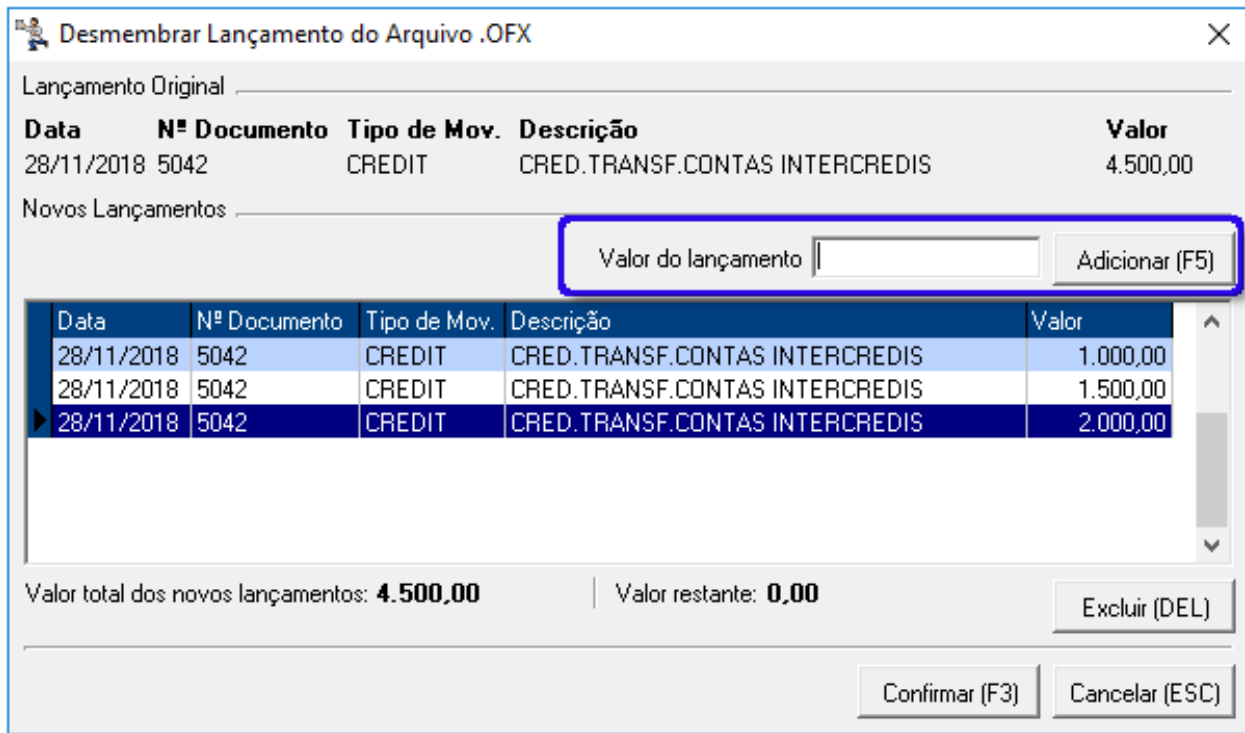 Desmembrar Lançamento do Arquivo .OFX
Lançamento Original
Data Nº Documento Tipo de Mov. Descrição Valor
28/11/2018 5042 CREDIT CRED.TRANSF.CONTAS INTERCREDIS 4.500,00
Novos Lançamentos
Valor do lançamento Adicionar (F5)
Data Nº Documento Tipo de Mov. Descrição Valor
28/11/2018 5042 CREDIT CRED.TRANSF.CONTAS INTERCREDIS 1.000,00
28/11/2018 5042 CREDIT CRED.TRANSF.CONTAS INTERCREDIS 1.500,00
28/11/2018 5042 CREDIT CRED.TRANSF.CONTAS INTERCREDIS 2.000,00
Valor total dos novos lançamentos: 4.500,00 Valor restante: 0,00
Excluir (DEL)
Confirmar (F3) Cancelar (ESC)